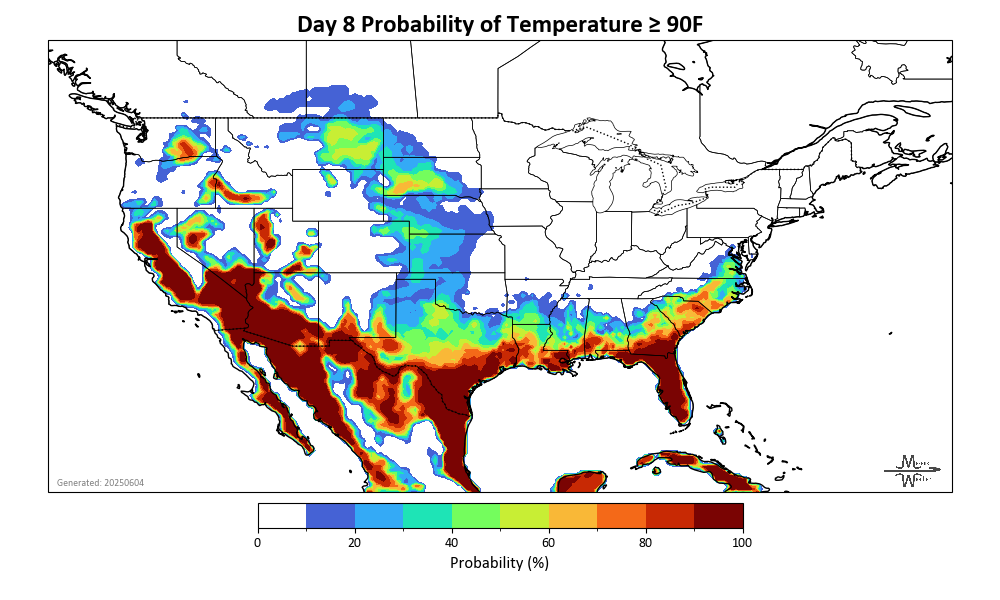 Day 8 Probability of Temperature ≥ 90F
Generated: 20250604
0 20 40 60 80 100
Probability (%)